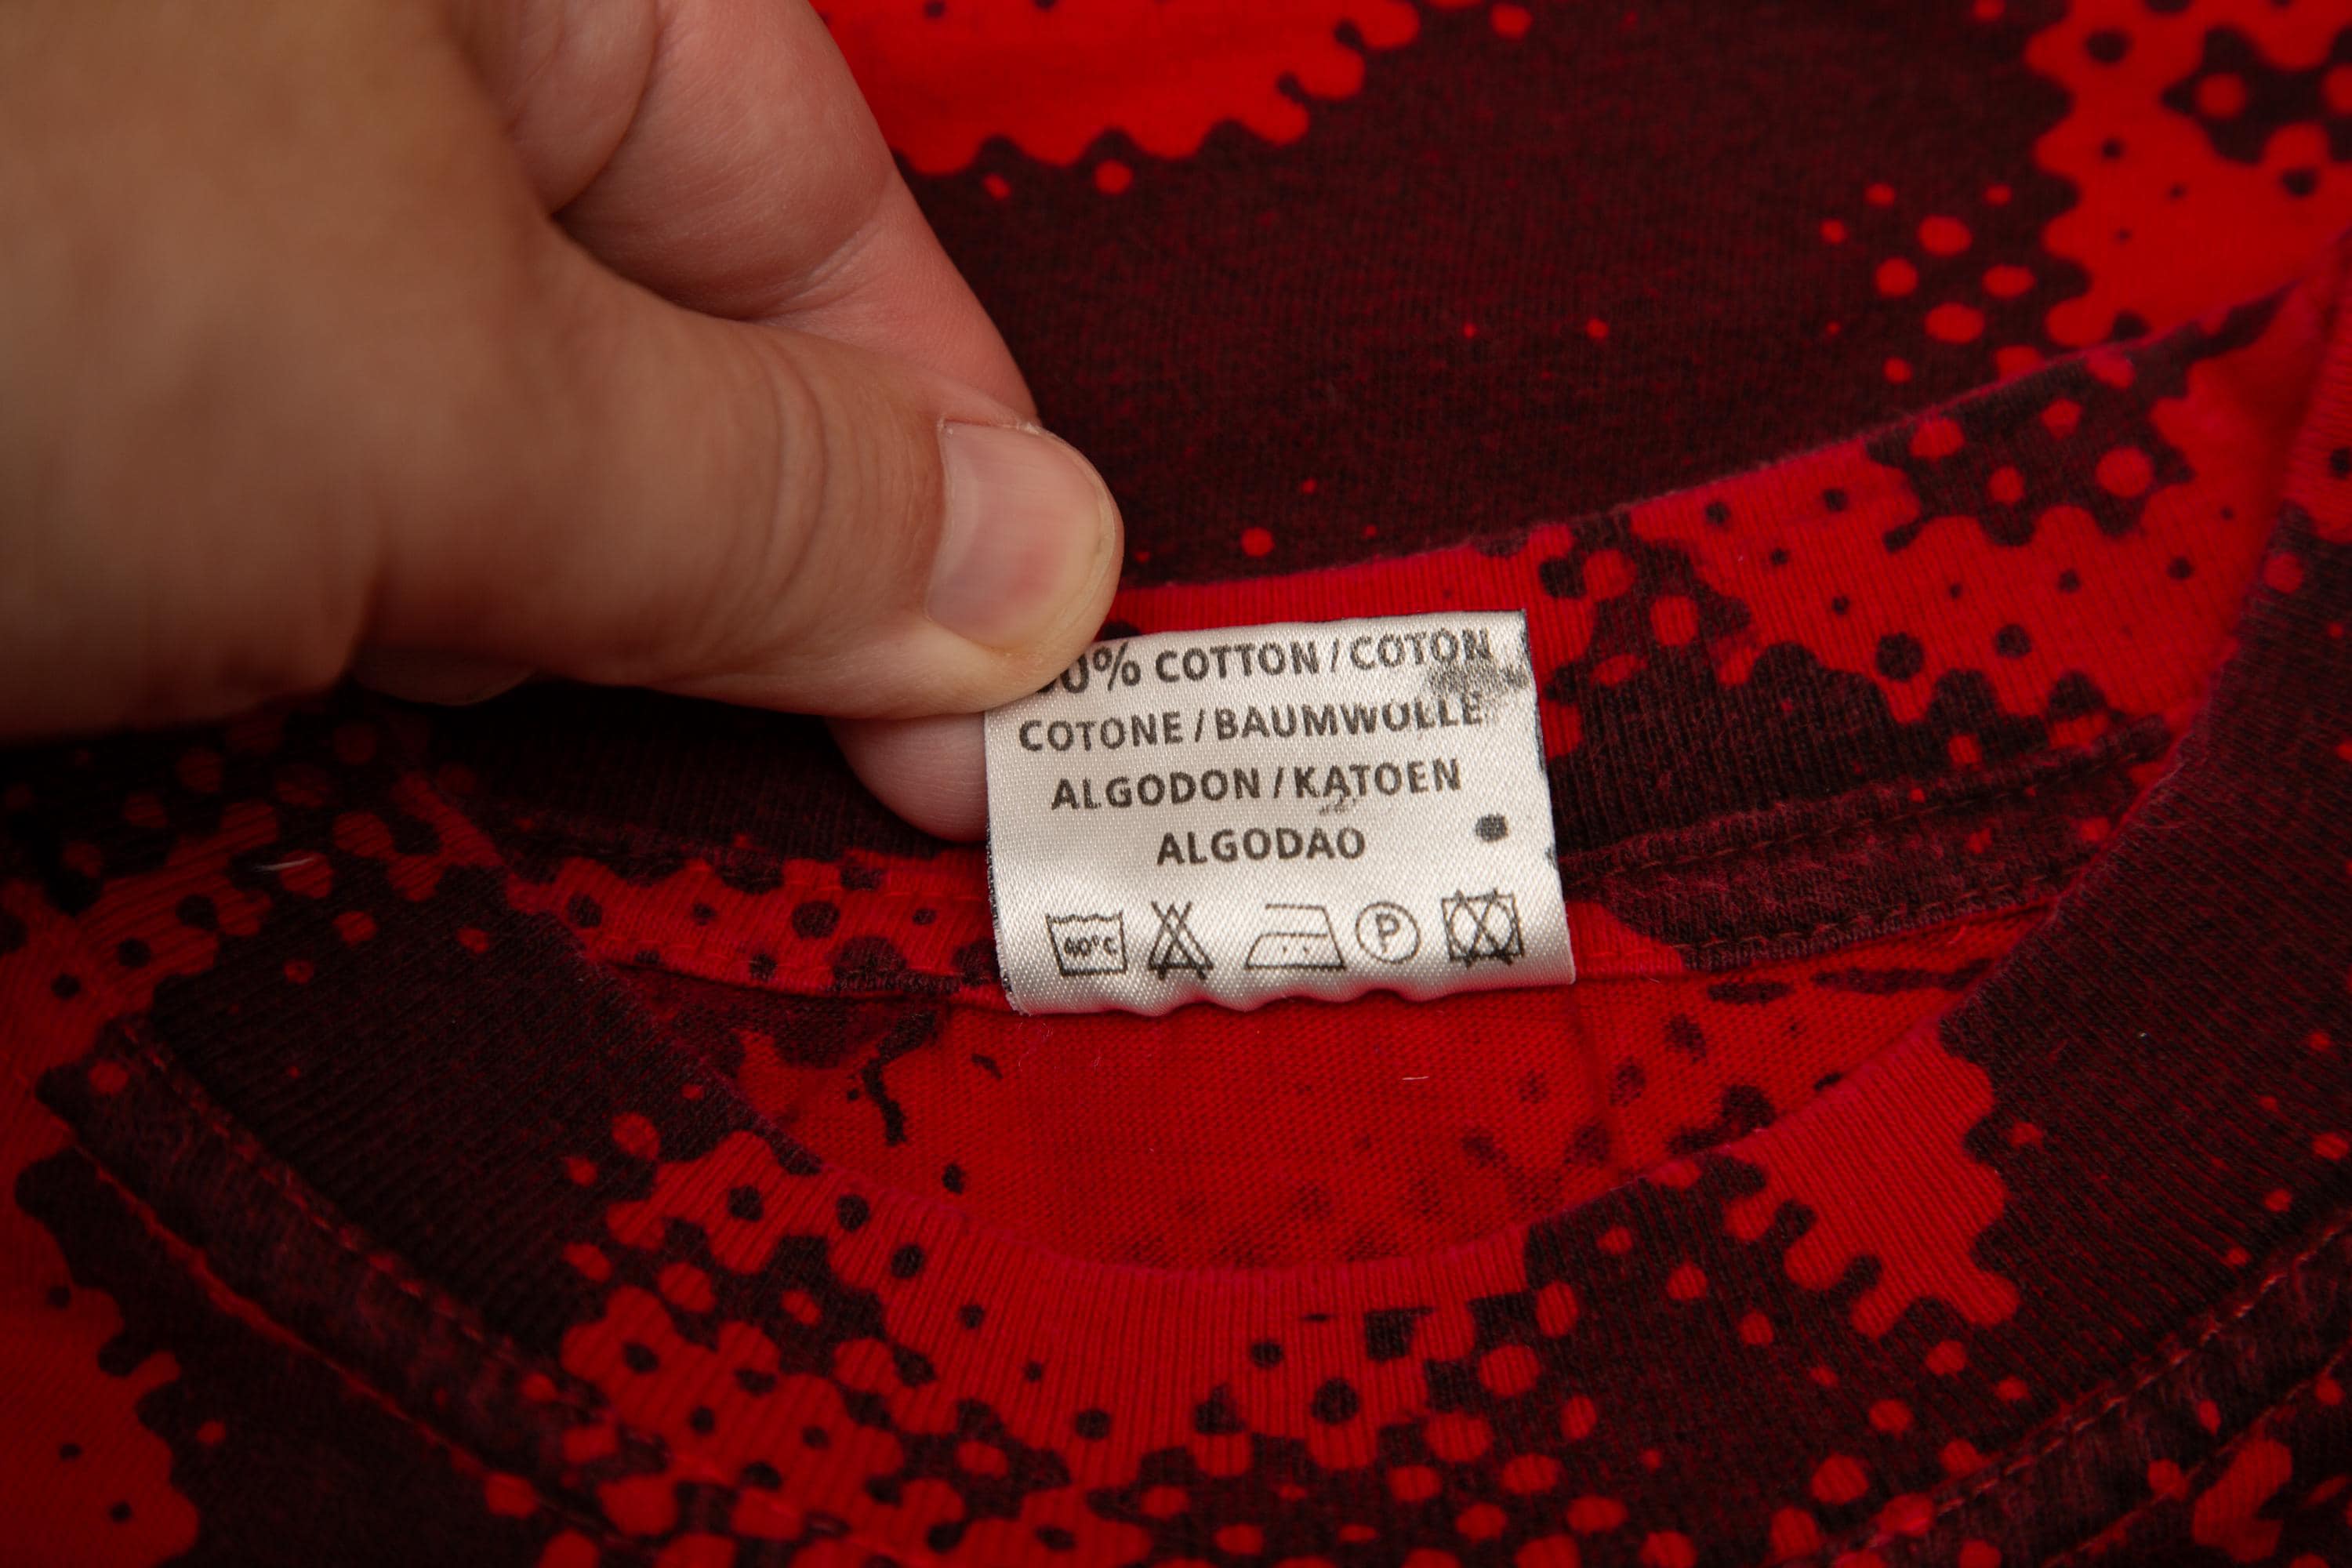 0% COTTON / COTON
COTONE / BAUMWOLLE
ALGODON / KATOEN
ALGODAO
40°C P